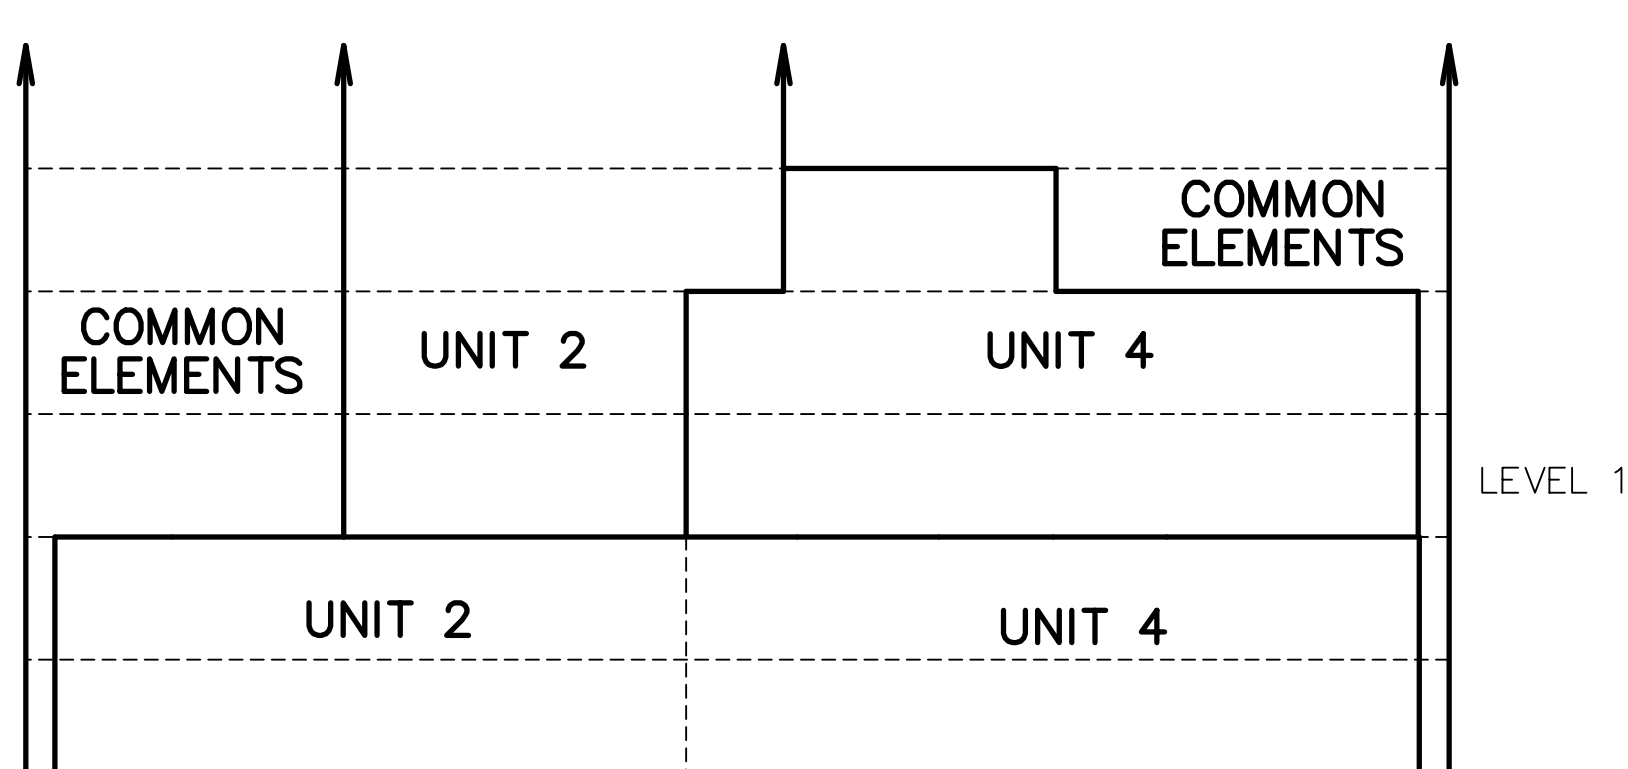 COMMON
ELEMENTS
COMMON
ELEMENTS
UNIT 2
UNIT 4
LEVEL 1
UNIT 2
UNIT 4